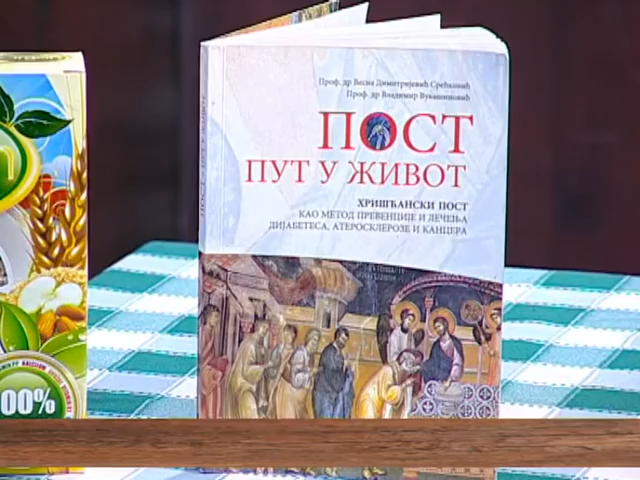 Проф. др Весна Димитријевић Срећковић
Проф. др Владимир Вукашиновић
ПОСТ
ПУТ У ЖИВОТ
ХРИШЋАНСКИ ПОСТ
КАО МЕТОД ПРЕВЕНЦИЈЕ И ЛЕЧЕЊА
ДИЈАБЕТЕСА, АТЕРОСКЛЕРОЗЕ И КАНЦЕРА
100%